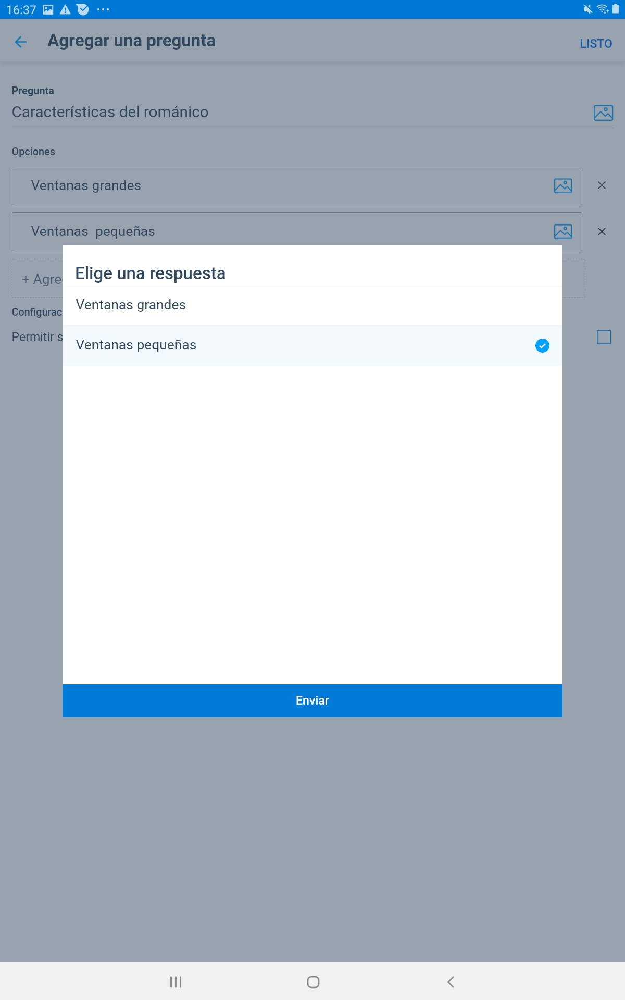 16:37
Agregar una pregunta
LISTO
Pregunta
Características del románico
Opciones
Ventanas grandes
Ventanas  pequeñas
+ Agre
Configurac
Permitir s
Elige una respuesta
Ventanas grandes
Ventanas pequeñas
Enviar